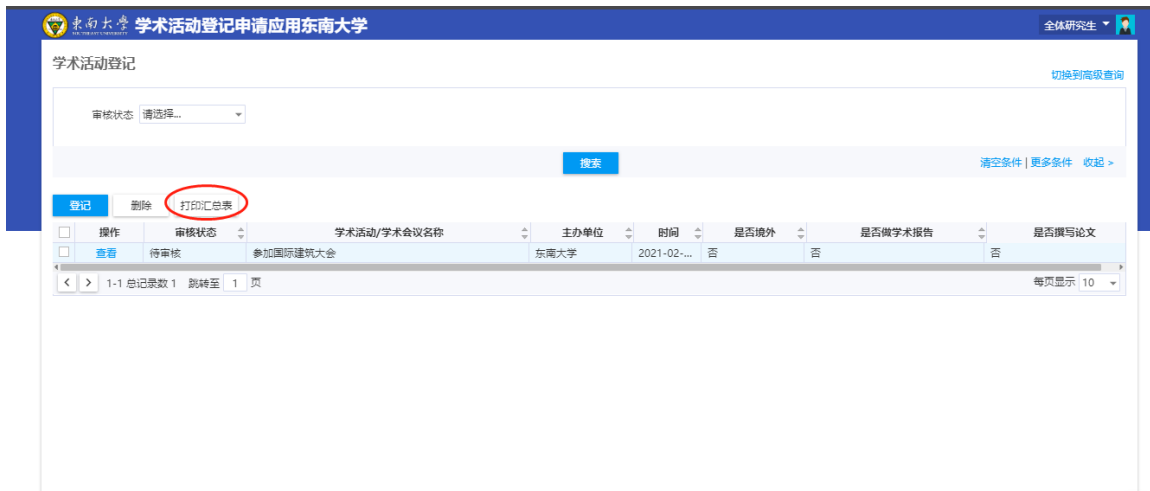 東南大學 学术活动登记申请应用东南大学 全体研究生
学术活动登记
切换到高级查询
审核状态 请选择...
搜索 清空条件 | 更多条件 收起 >
登记 删除 打印汇总表
操作 审核状态 学术活动/学术会议名称 主办单位 时间 是否境外 是否做学术报告 是否撰写论文
查看 待审核 参加国际建筑大会 东南大学 2021-02-... 否 否 否
< > 1-1 总记录数 1 跳转至 1 页 每页显示 10